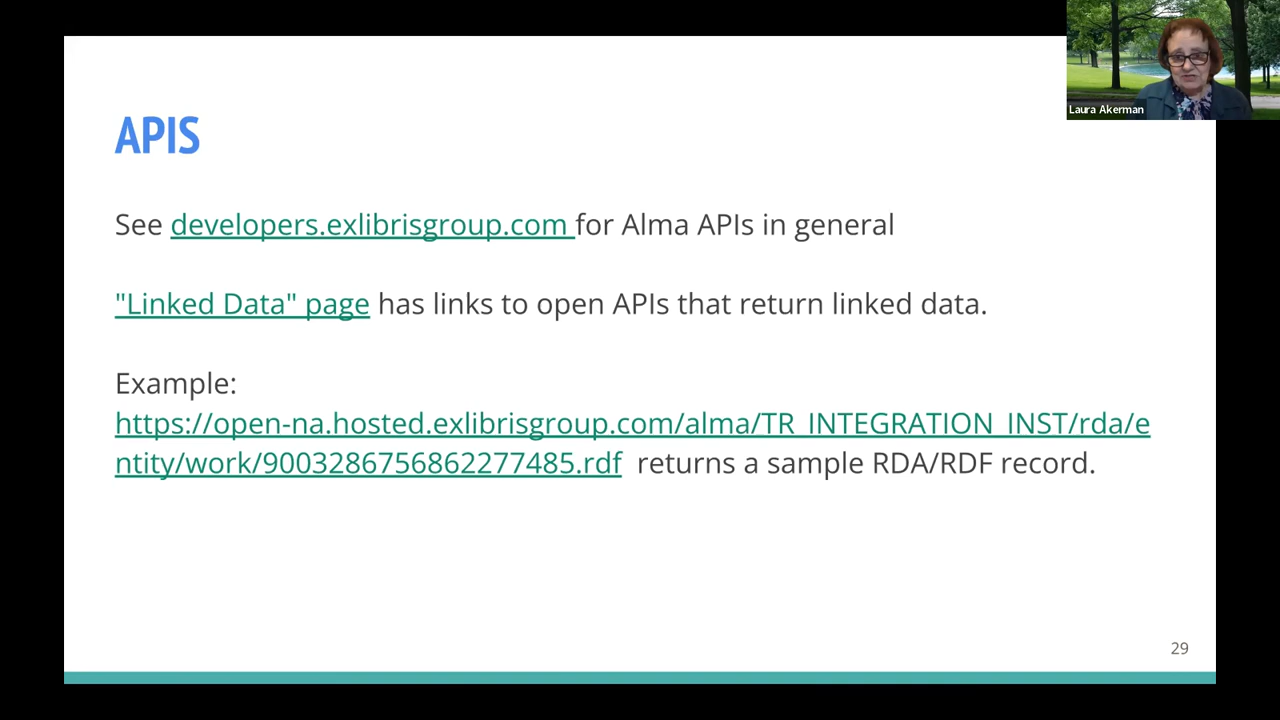 Laura Akerman
APIS
See developers.exlibrisgroup.com for Alma APIs in general
"Linked Data" page has links to open APIs that return linked data.
Example:
https://open-na.hosted.exlibrisgroup.com/alma/TR_INTEGRATION_INST/rda/e
ntity/work/9003286756862277485.rdf returns a sample RDA/RDF record.
29